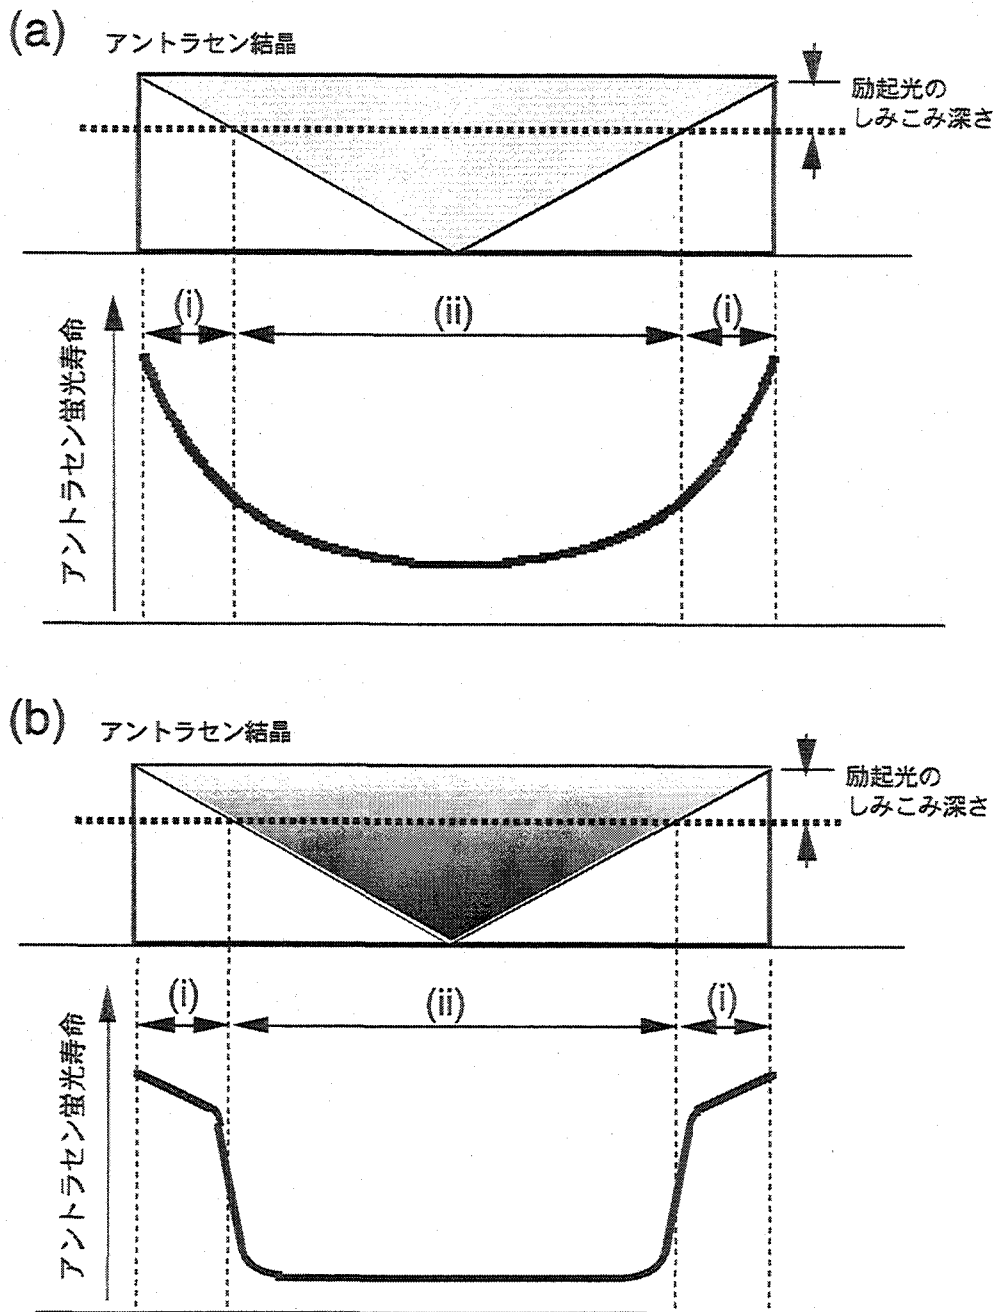 (a)
アントラセン結晶
励起光の
しみこみ深さ
(i)
(ii)
(i)
アントラセン蛍光寿命
(b)
アントラセン結晶
励起光の
しみこみ深さ
(i)
(ii)
(i)
アントラセン蛍光寿命